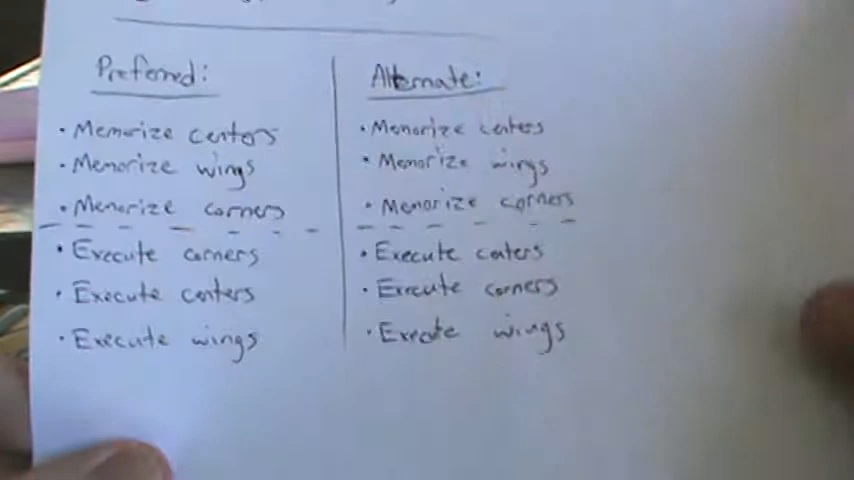 Preferred:
• Memorize centers
• Memorize wings
• Memorize corners
• Execute corners
• Execute centers
• Execute wings
Alternate:
• Memorize centers
• Memorize wings
• Memorize corners
• Execute centers
• Execute corners
• Execute wings